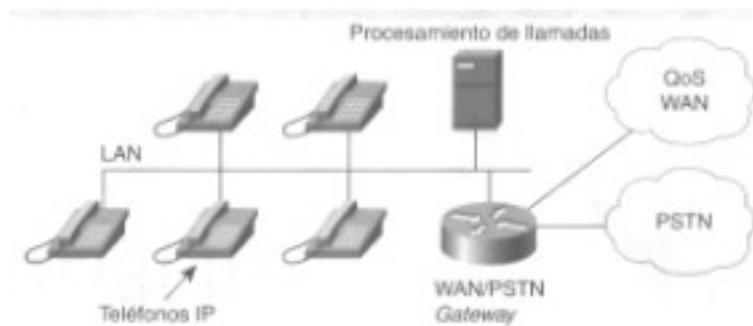 Procesamiento de llamadas
QoS
WAN
LAN
PSTN
Teléfonos IP
WAN/PSTN
Gateway